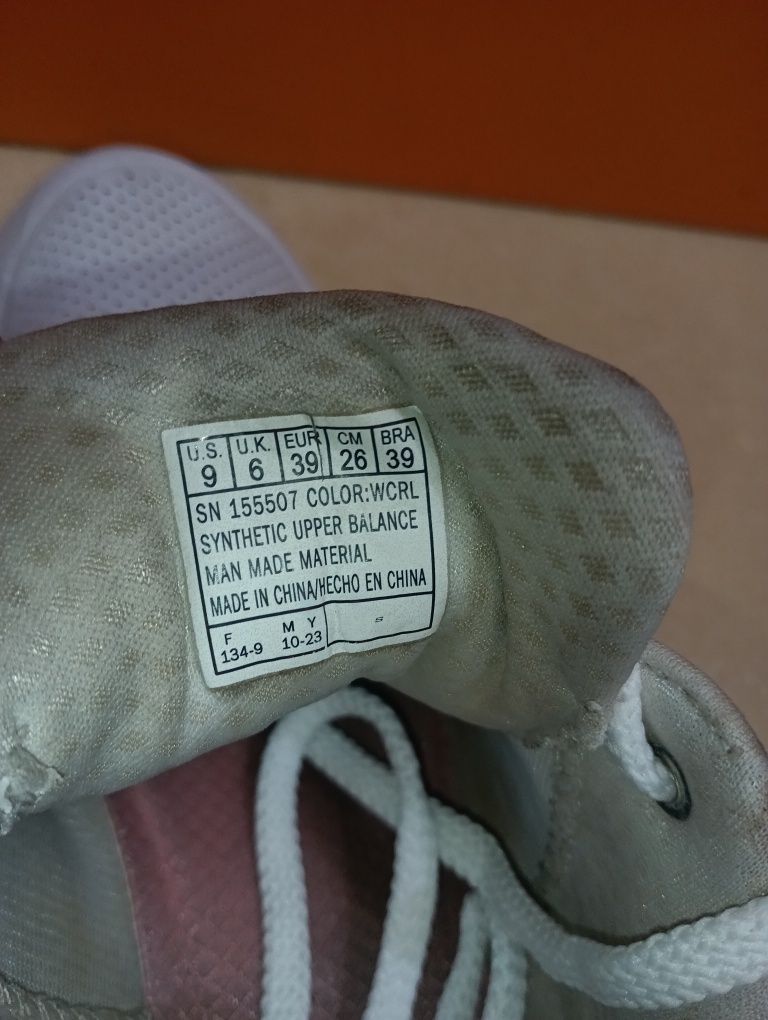 U.S. U.K. EUR CM BRA
9 6 39 26 39
SN 155507 COLOR:WCRL
SYNTHETIC UPPER BALANCE
MAN MADE MATERIAL
MADE IN CHINA/HECHO EN CHINA
F M Y
134-9 10-23 S